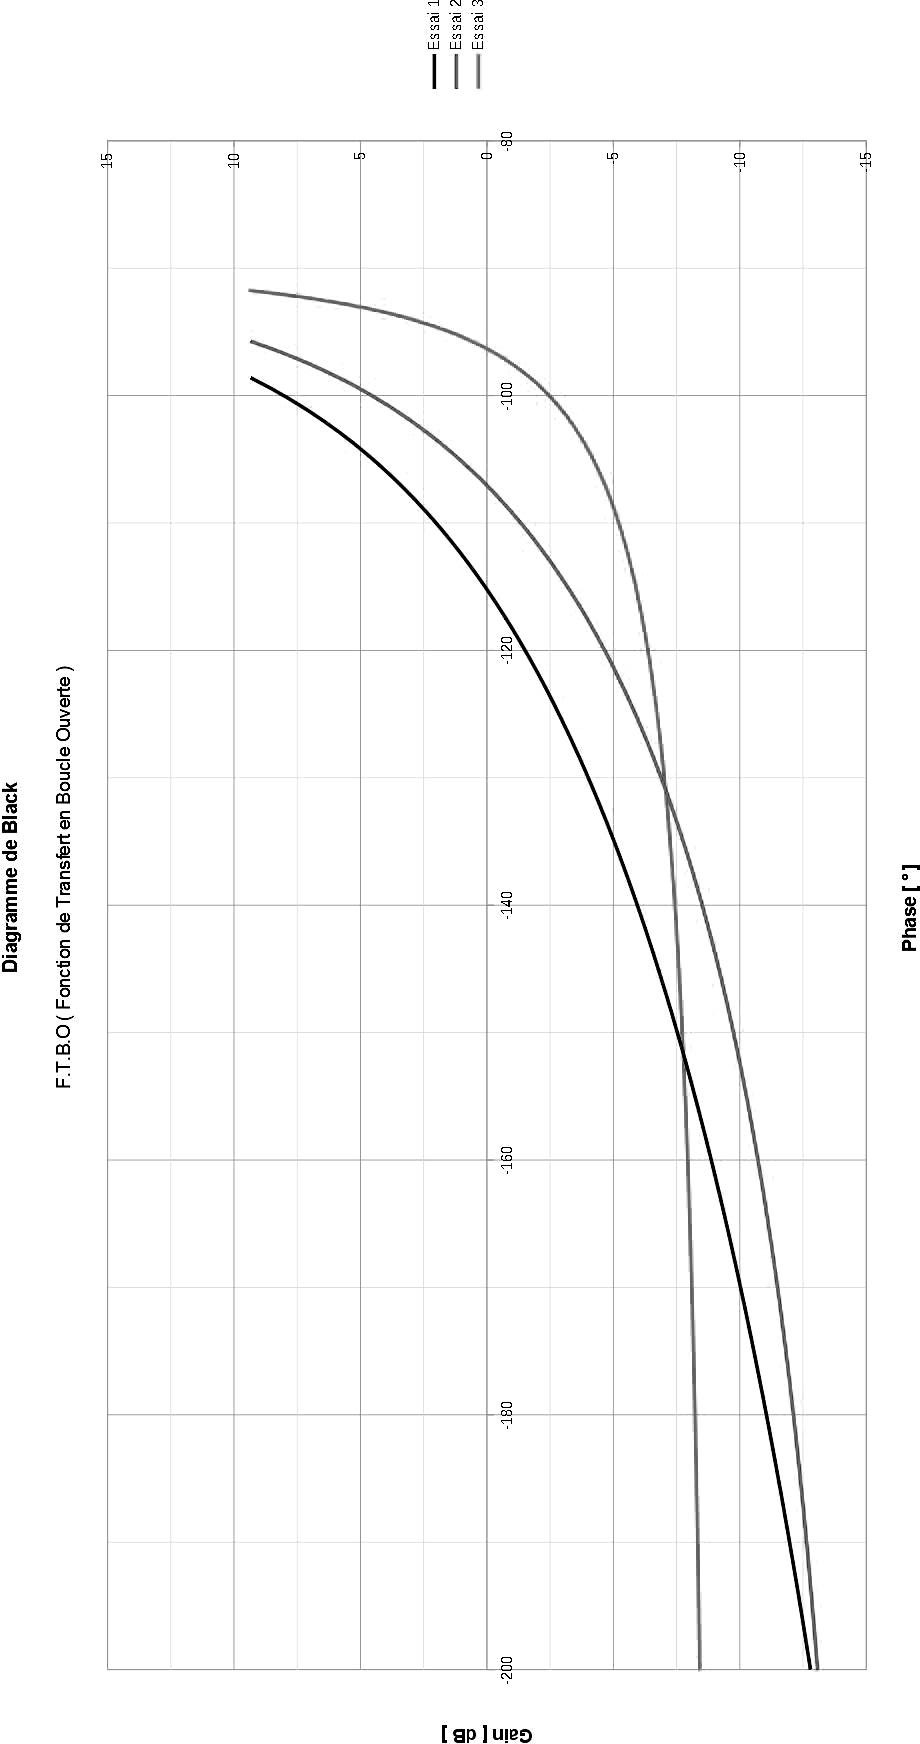 Diagramme de Black
F.T.B.O ( Fonction de Transfert en Boucle Ouverte )
15
10
5
0
-5
-10
-15
-200
-180
-160
-140
-120
-100
-80
Gain [ dB ]
Phase [ ° ]
Essai 1
Essai 2
Essai 3